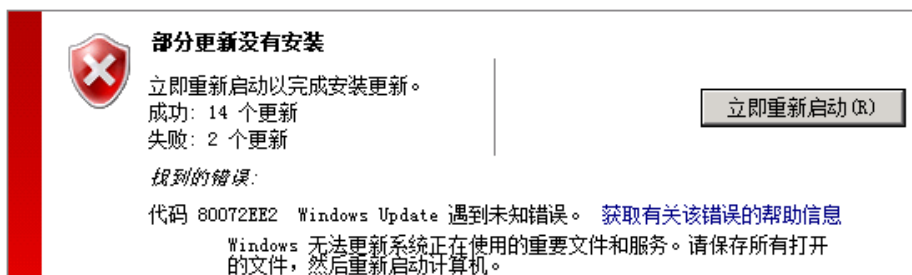 部分更新没有安装
立即重新启动以完成安装更新。
成功: 14 个更新
失败: 2 个更新
立即重新启动(R)
找到的错误:
代码 80072EE2 Windows Update 遇到未知错误。 获取有关该错误的帮助信息
Windows 无法更新系统正在使用的重要文件和服务。请保存所有打开
的文件，然后重新启动计算机。